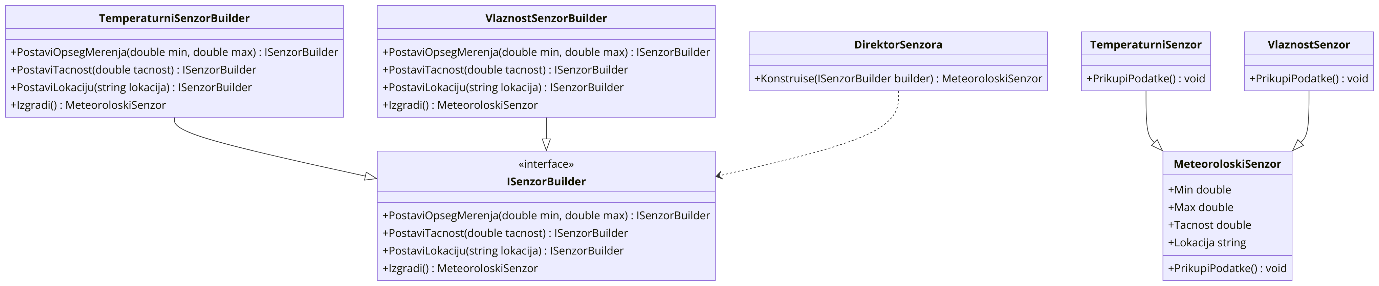 TemperaturniSenzorBuilder
+PostaviOpsegMerenja(double min, double max) : ISenzorBuilder
+PostaviTacnost(double tacnost) : ISenzorBuilder
+PostaviLokaciju(string lokacija) : ISenzorBuilder
+Izgradi() : MeteoroloskiSenzor
VlaznostSenzorBuilder
+PostaviOpsegMerenja(double min, double max) : ISenzorBuilder
+PostaviTacnost(double tacnost) : ISenzorBuilder
+PostaviLokaciju(string lokacija) : ISenzorBuilder
+Izgradi() : MeteoroloskiSenzor
DirektorSenzora
+Konstruise(ISenzorBuilder builder) : MeteoroloskiSenzor
TemperaturniSenzor
+PrikupiPodatke() : void
VlaznostSenzor
+PrikupiPodatke() : void
«interface»
ISenzorBuilder
+PostaviOpsegMerenja(double min, double max) : ISenzorBuilder
+PostaviTacnost(double tacnost) : ISenzorBuilder
+PostaviLokaciju(string lokacija) : ISenzorBuilder
+Izgradi() : MeteoroloskiSenzor
MeteoroloskiSenzor
+Min double
+Max double
+Tacnost double
+Lokacija string
+PrikupiPodatke() : void